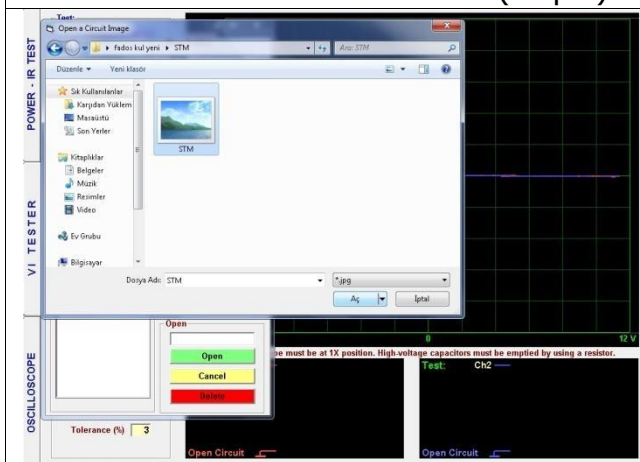 Test:
Open a Circuit Image
fados kul yeni ▸ STM
Ara: STM
Düzenle
Yeni klasör
Sık Kullanılanlar
Karşıdan Yüklem
Masaüstü
Son Yerler
Kitaplıklar
Belgeler
Müzik
Resimler
Video
Ev Grubu
Bilgisayar
STM
Dosya Adı: STM
*.jpg
Aç
İptal
POWER - IR TEST
VI TESTER
OSCILLOSCOPE
Open
Open
Cancel
Delete
Tolerance (%) 3
0
12 V
be must be at 1X position. High-voltage capacitors must be emptied by using a resistor.
Test: Ch2
Open Circuit
Open Circuit